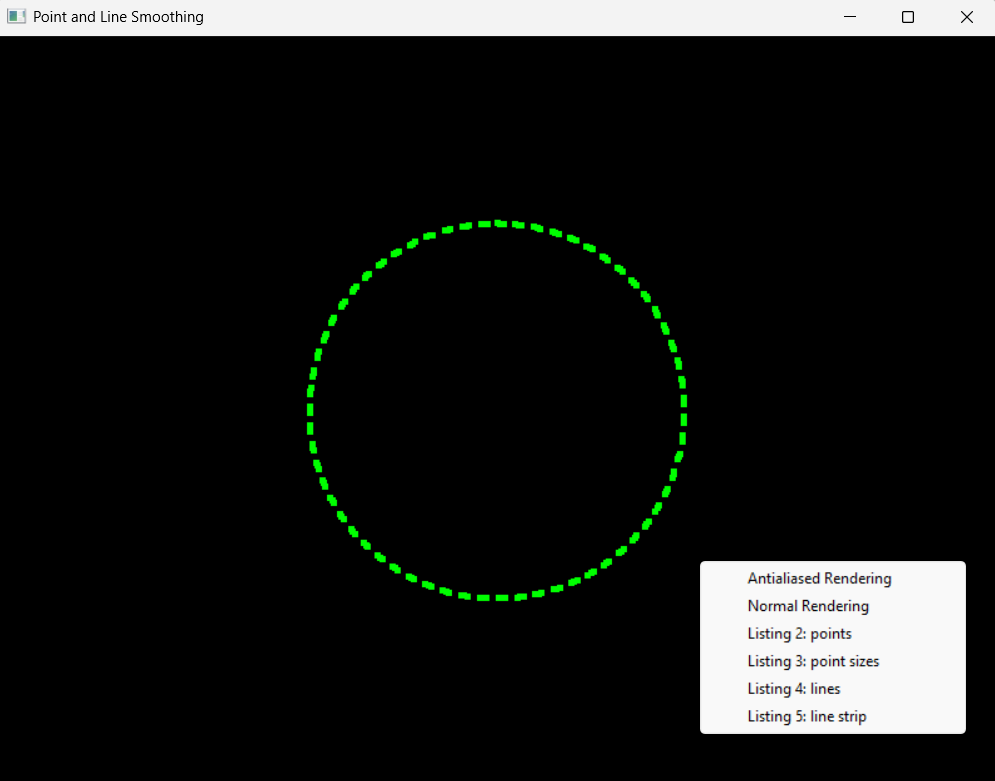 Point and Line Smoothing
Antialiased Rendering
Normal Rendering
Listing 2: points
Listing 3: point sizes
Listing 4: lines
Listing 5: line strip